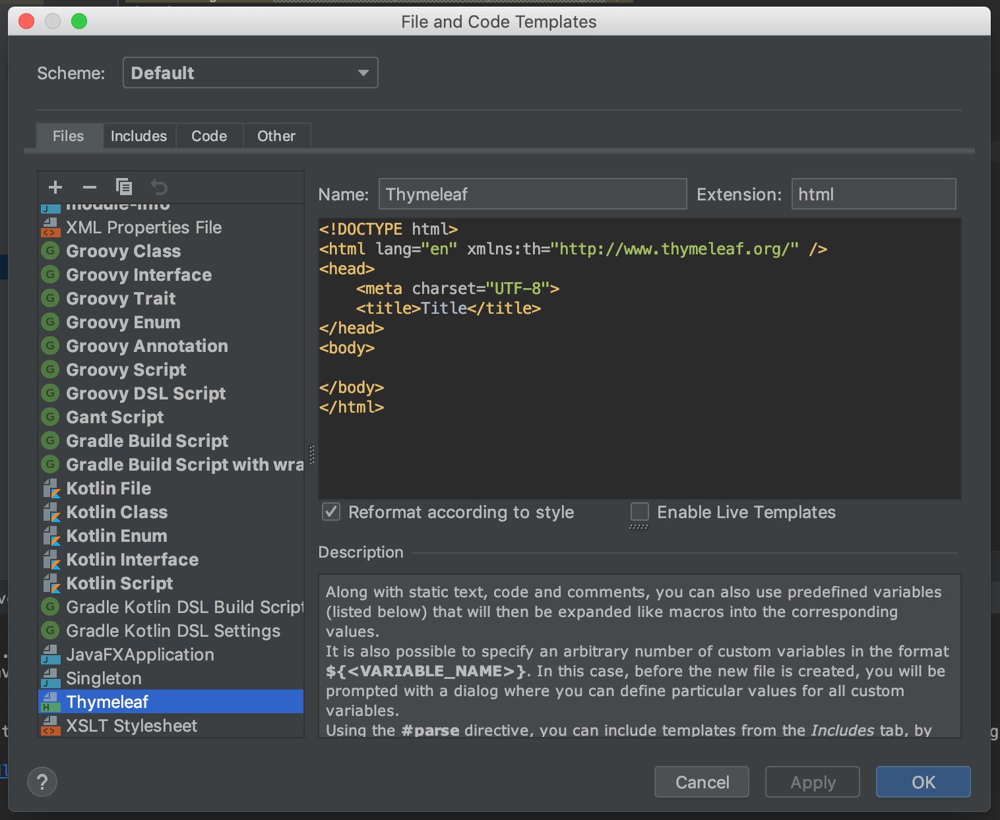 File and Code Templates
Scheme: Default
Files Includes Code Other
Name: Thymeleaf Extension: html
module-info
XML Properties File
Groovy Class
Groovy Interface
Groovy Trait
Groovy Enum
Groovy Annotation
Groovy Script
Groovy DSL Script
Gant Script
Gradle Build Script
Gradle Build Script with wra
Kotlin File
Kotlin Class
Kotlin Enum
Kotlin Interface
Kotlin Script
Gradle Kotlin DSL Build Script
Gradle Kotlin DSL Settings
JavaFXApplication
Singleton
Thymeleaf
XSLT Stylesheet
<!DOCTYPE html>
<html lang="en" xmlns:th="http://www.thymeleaf.org/" />
<head>
    <meta charset="UTF-8">
    <title>Title</title>
</head>
<body>

</body>
</html>
Reformat according to style Enable Live Templates
Description
Along with static text, code and comments, you can also use predefined variables
(listed below) that will then be expanded like macros into the corresponding
values.
It is also possible to specify an arbitrary number of custom variables in the format
${<VARIABLE_NAME>}. In this case, before the new file is created, you will be
prompted with a dialog where you can define particular values for all custom
variables.
Using the #parse directive, you can include templates from the Includes tab, by
? Cancel Apply OK